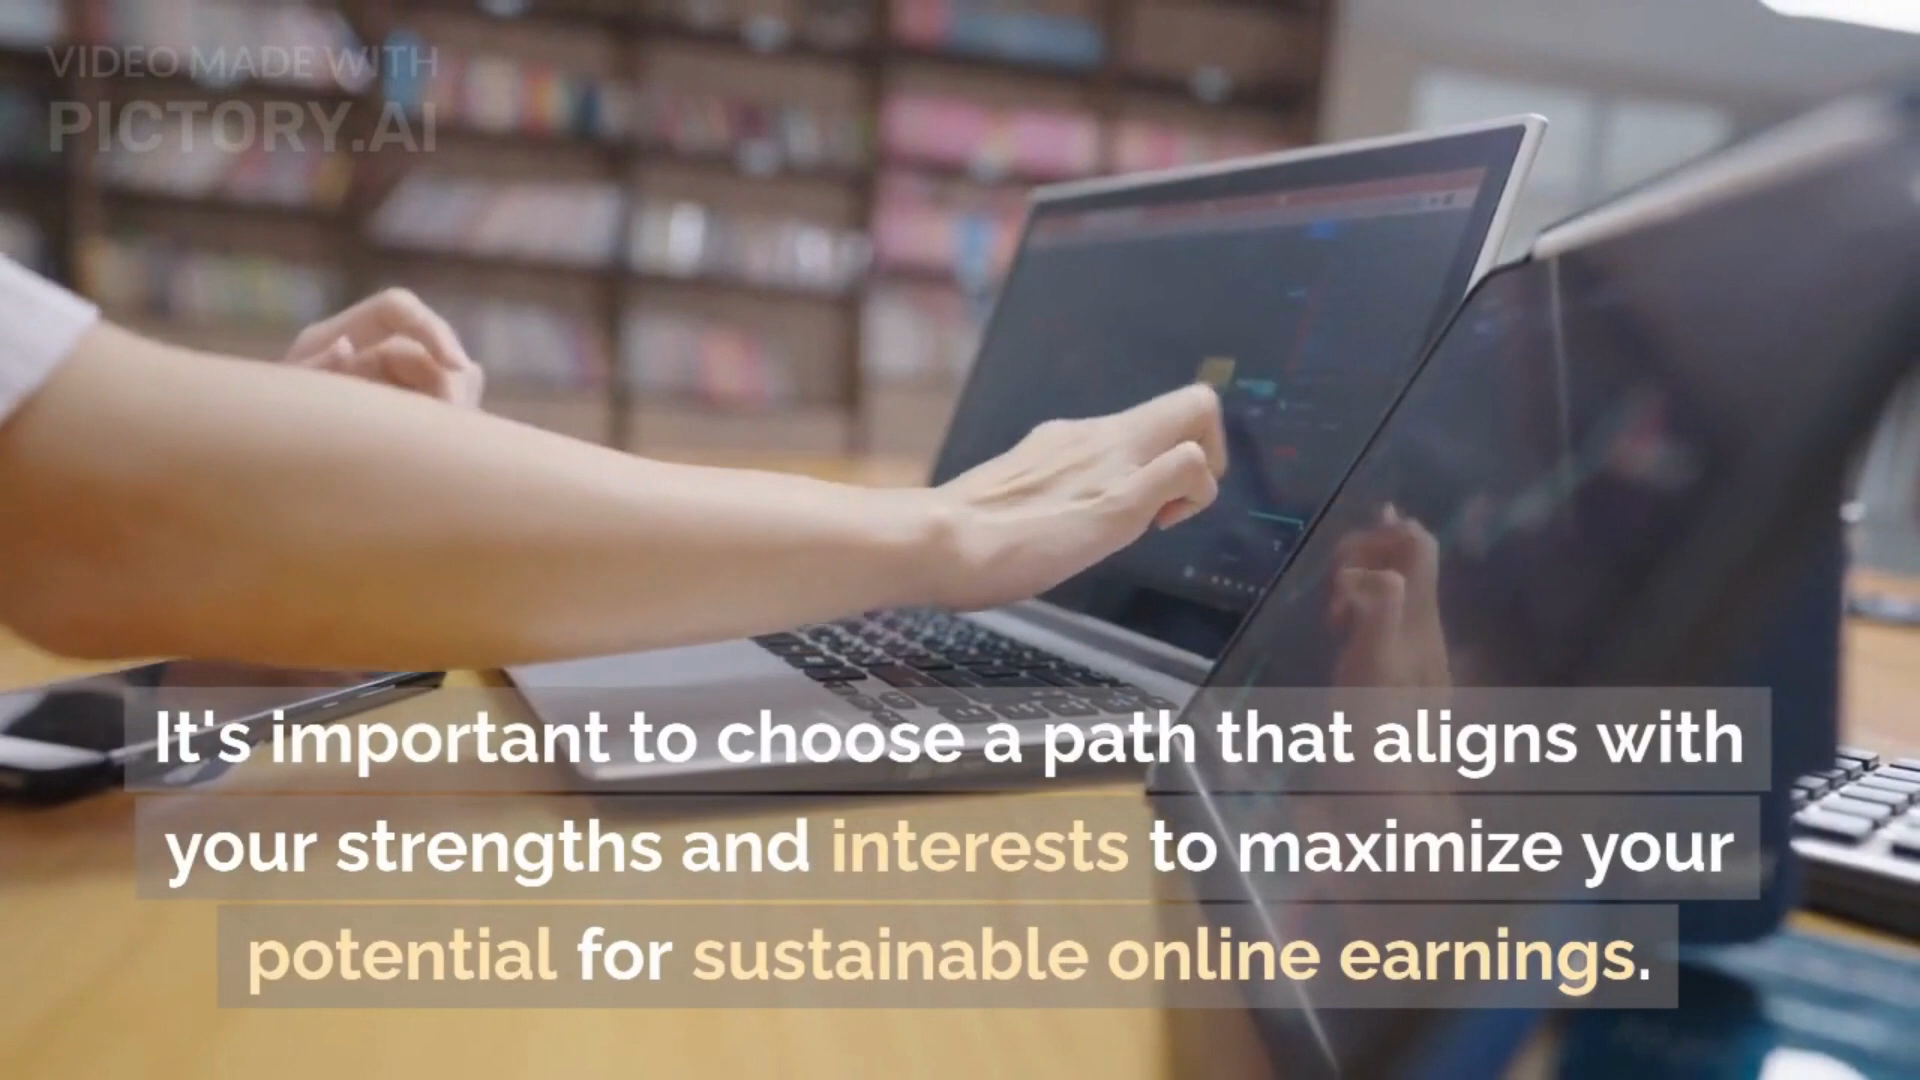 VIDEO MADE WITH
PICTORY.AI
It's important to choose a path that aligns with
your strengths and interests to maximize your
potential for sustainable online earnings.